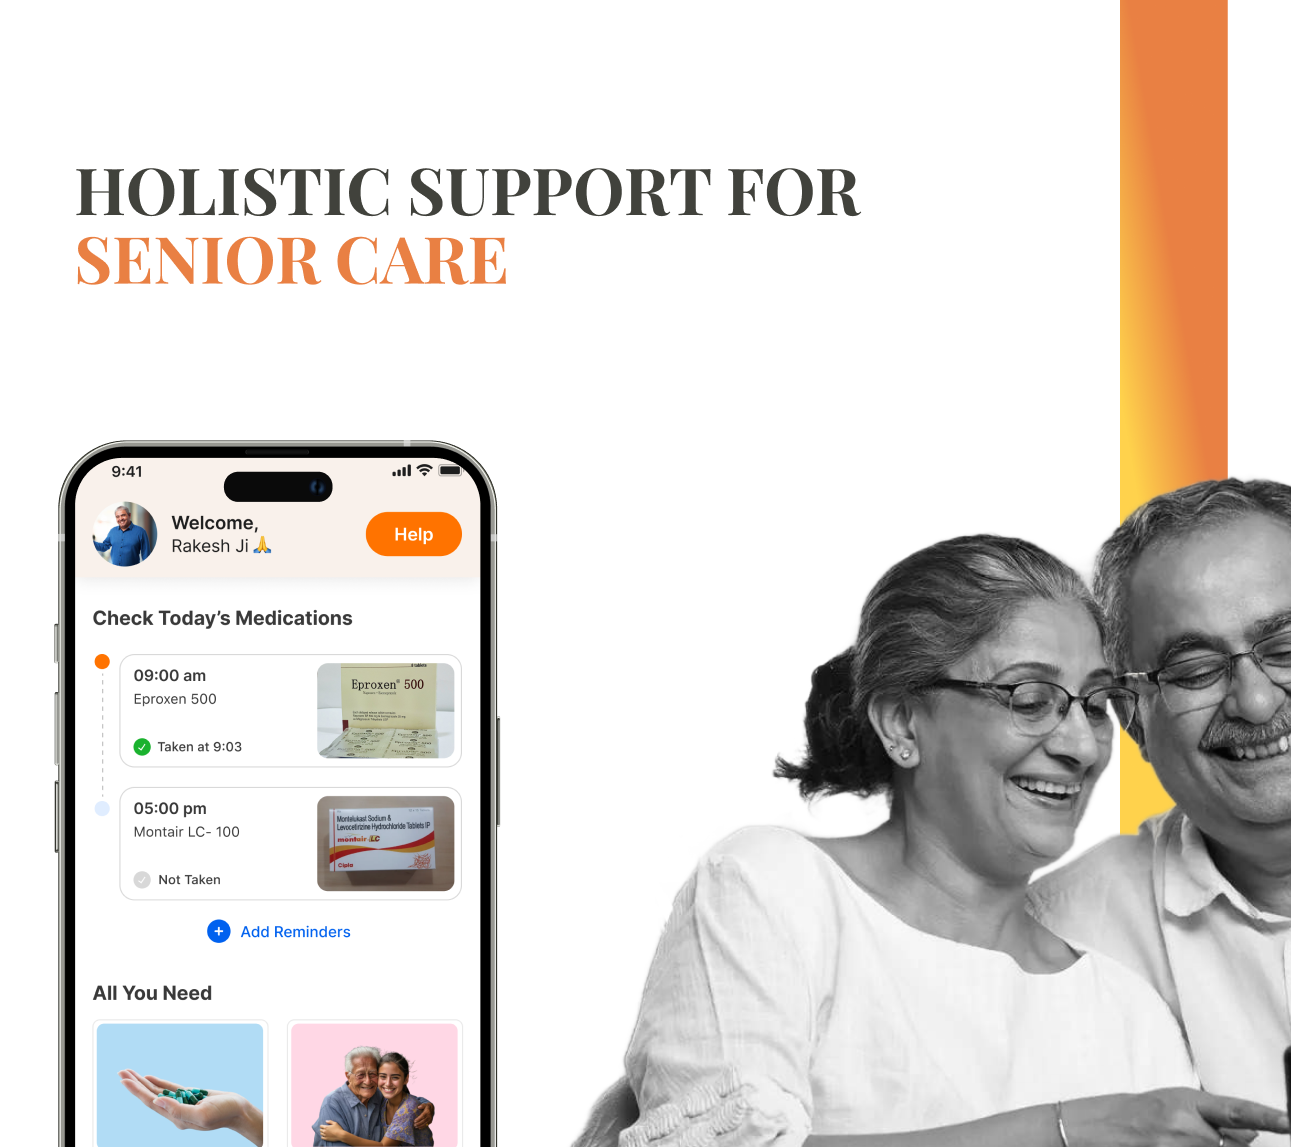 HOLISTIC SUPPORT FOR
SENIOR CARE
9:41
Welcome,
Rakesh Ji 🙏
Help
Check Today’s Medications
09:00 am
Eproxen 500
Taken at 9:03
Eproxen® 500
05:00 pm
Montair LC- 100
Not Taken
Montelukast Sodium &
Levocetirizine Hydrochloride Tablets IP
montair LC
Cipla
Add Reminders
All You Need